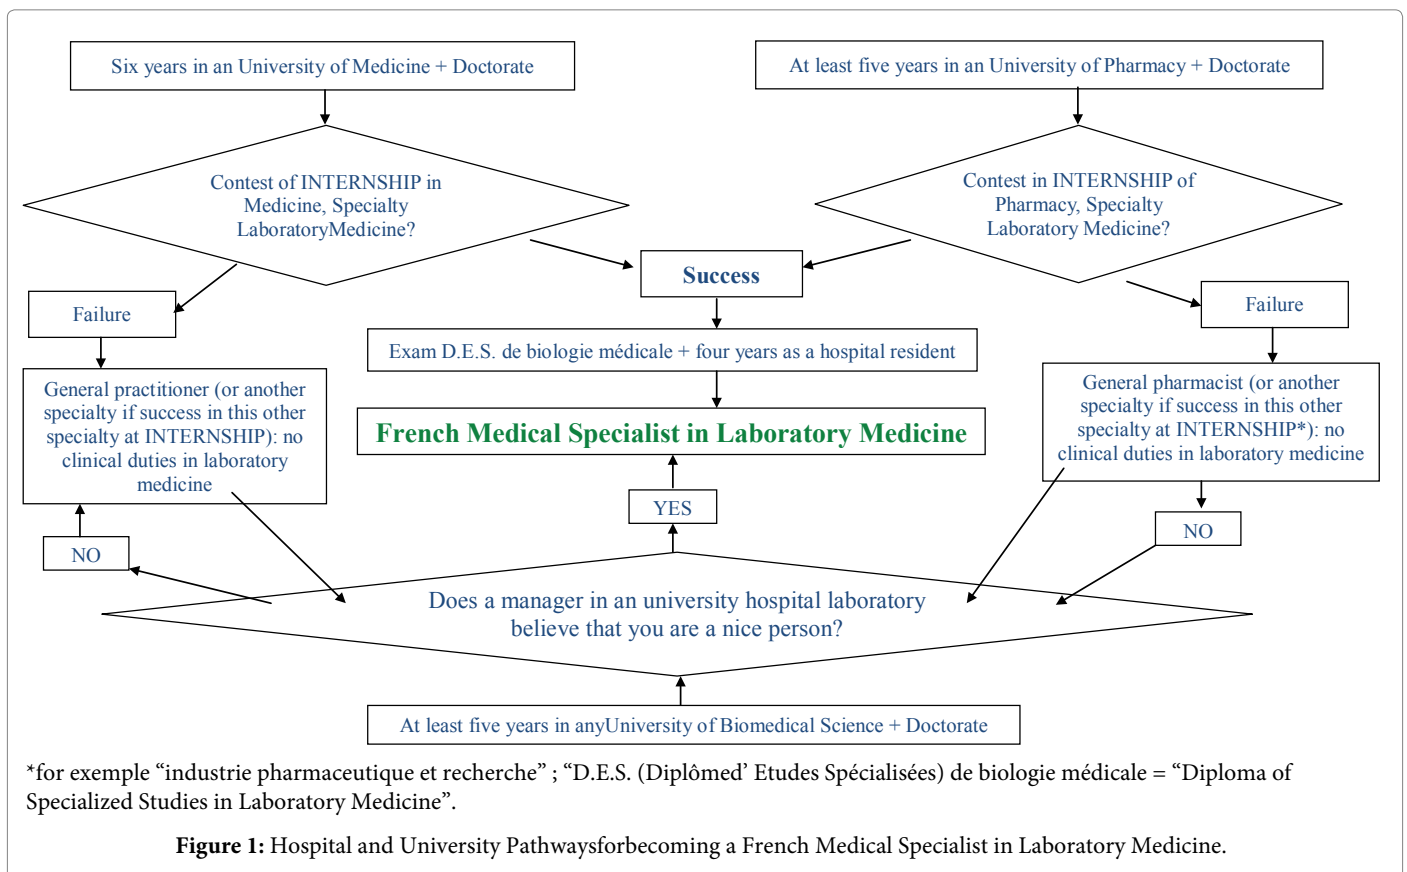 Six years in an University of Medicine + Doctorate
At least five years in an University of Pharmacy + Doctorate
Contest of INTERNSHIP in
Medicine, Specialty
LaboratoryMedicine?
Contest in INTERNSHIP of
Pharmacy, Specialty
Laboratory Medicine?
Success
Failure
Failure
Exam D.E.S. de biologie médicale + four years as a hospital resident
General practitioner (or another
specialty if success in this other
specialty at INTERNSHIP): no
clinical duties in laboratory
medicine
General pharmacist (or another
specialty if success in this other
specialty at INTERNSHIP*): no
clinical duties in laboratory medicine
French Medical Specialist in Laboratory Medicine
YES
NO
NO
Does a manager in an university hospital laboratory
believe that you are a nice person?
At least five years in anyUniversity of Biomedical Science + Doctorate
*for exemple “industrie pharmaceutique et recherche” ; “D.E.S. (Diplômed’ Etudes Spécialisées) de biologie médicale = “Diploma of
Specialized Studies in Laboratory Medicine”.
Figure 1: Hospital and University Pathwaysforbecoming a French Medical Specialist in Laboratory Medicine.